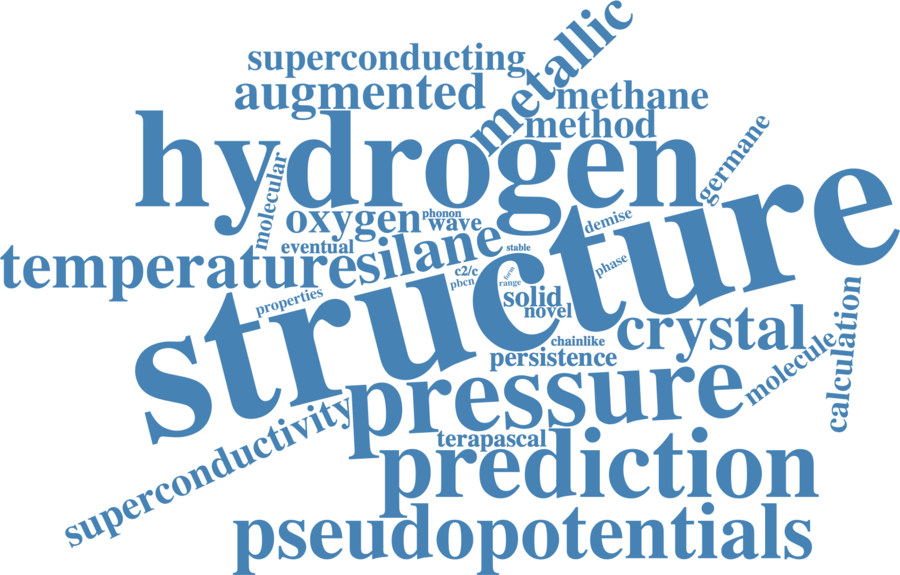 metallic
superconducting
augmented
methane
method
hydrogen
germane
molecular
oxygen
phonon
wave
demise
structure
eventual
silane
stable
temperature
phase
c2/c
form
pbcn
range
properties
solid
novel
crystal
calculation
chainlike
persistence
molecule
pressure
superconductivity
terapascal
prediction
pseudopotentials